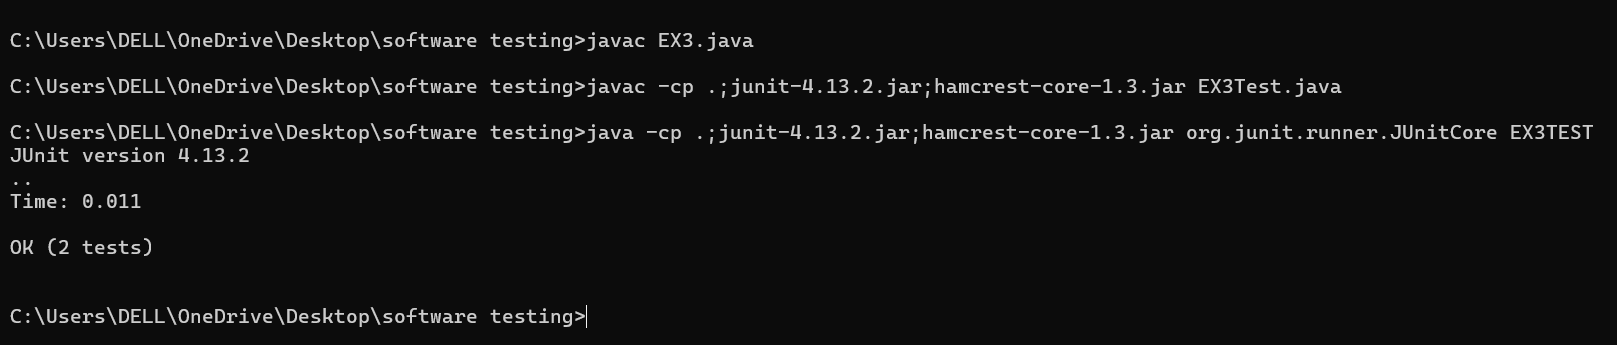 C:\Users\DELL\OneDrive\Desktop\software testing>javac EX3.java
C:\Users\DELL\OneDrive\Desktop\software testing>javac -cp .;junit-4.13.2.jar;hamcrest-core-1.3.jar EX3Test.java
C:\Users\DELL\OneDrive\Desktop\software testing>java -cp .;junit-4.13.2.jar;hamcrest-core-1.3.jar org.junit.runner.JUnitCore EX3TEST
JUnit version 4.13.2
..
Time: 0.011
OK (2 tests)
C:\Users\DELL\OneDrive\Desktop\software testing>